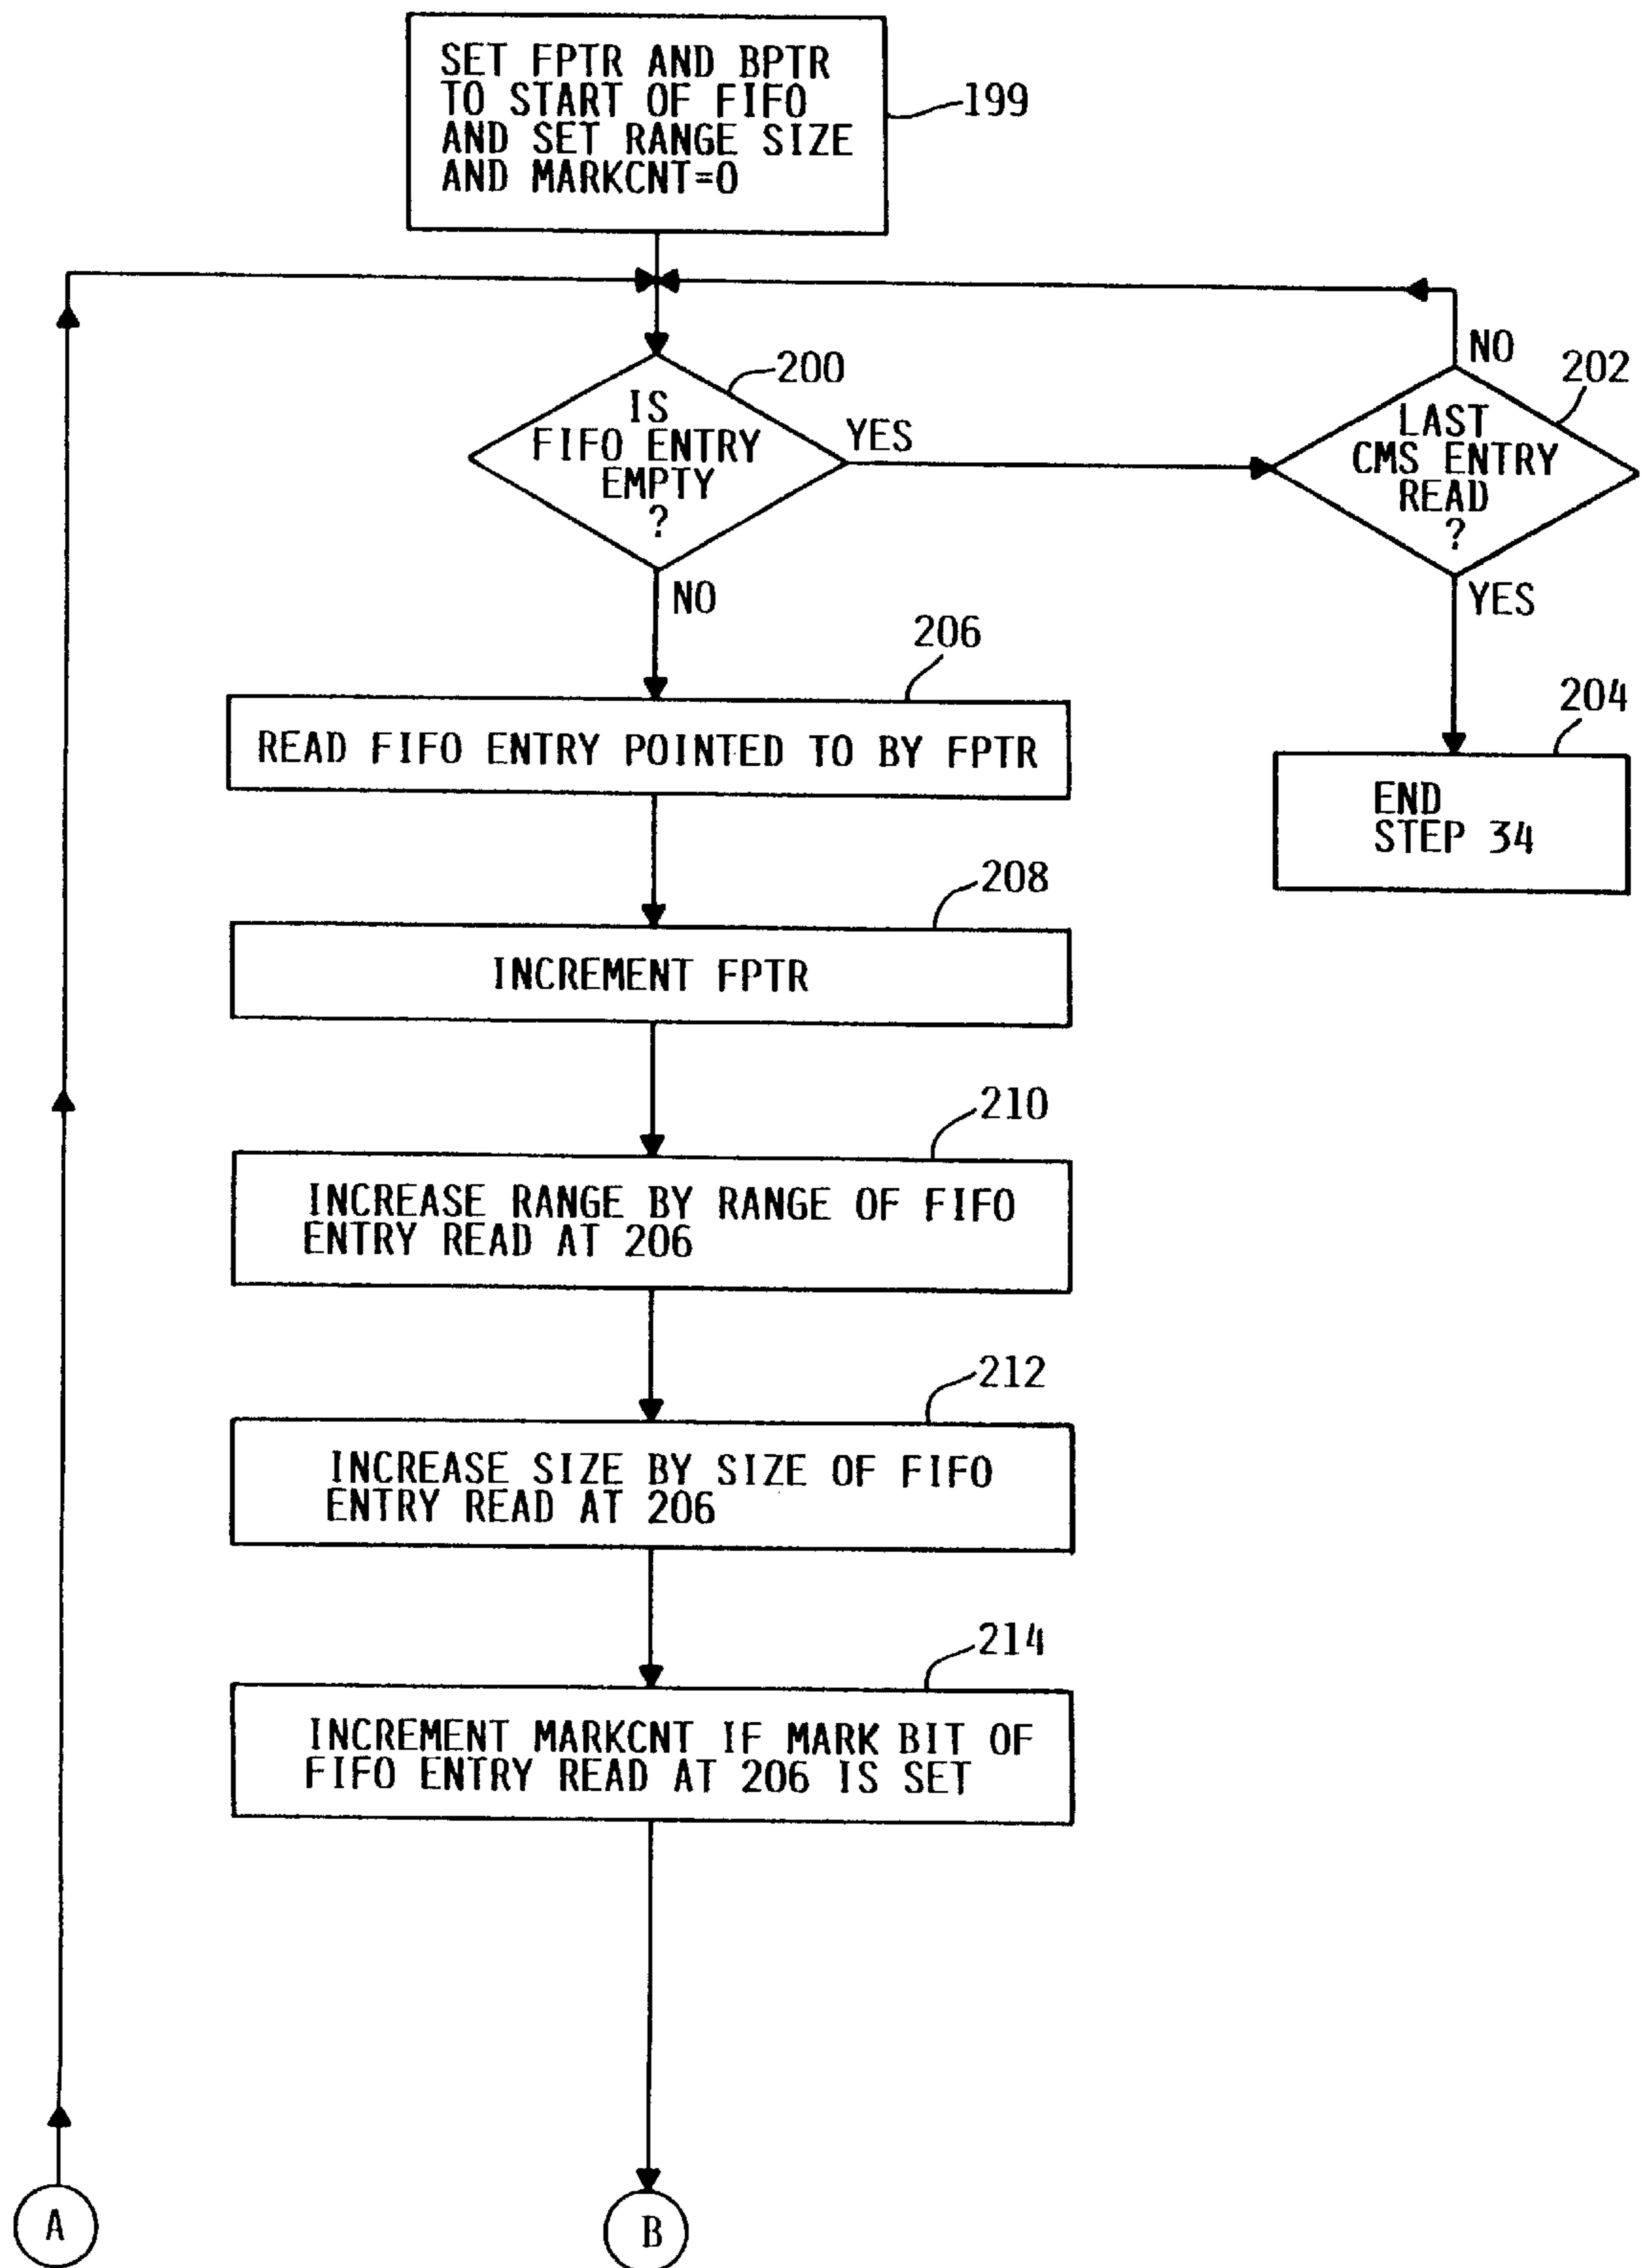 SET FPTR AND BPTR
TO START OF FIFO
AND SET RANGE SIZE
AND MARKCNT=0
199
200
IS
FIFO ENTRY
EMPTY
?
YES
NO
202
LAST
CMS ENTRY
READ
?
NO
YES
204
END
STEP 34
206
READ FIFO ENTRY POINTED TO BY FPTR
208
INCREMENT FPTR
210
INCREASE RANGE BY RANGE OF FIFO
ENTRY READ AT 206
212
INCREASE SIZE BY SIZE OF FIFO
ENTRY READ AT 206
214
INCREMENT MARKCNT IF MARK BIT OF
FIFO ENTRY READ AT 206 IS SET
A
B